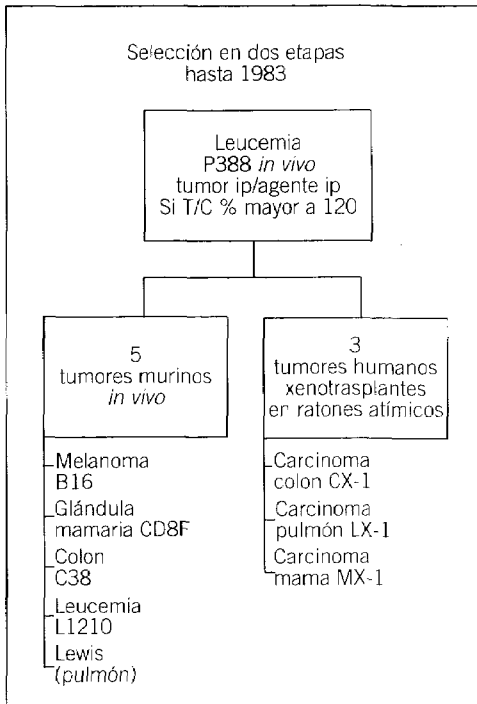 Selección en dos etapas
hasta 1983
Leucemia
P388 in vivo
tumor ip/agente ip
Si T/C % mayor a 120
5
tumores murinos
in vivo
Melanoma
B16
Glándula
mamaria CD8F
Colon
C38
Leucemia
L1210
Lewis
(pulmón)
3
tumores humanos
xenotrasplantes
en ratones atímicos
Carcinoma
colon CX-1
Carcinoma
pulmón LX-1
Carcinoma
mama MX-1